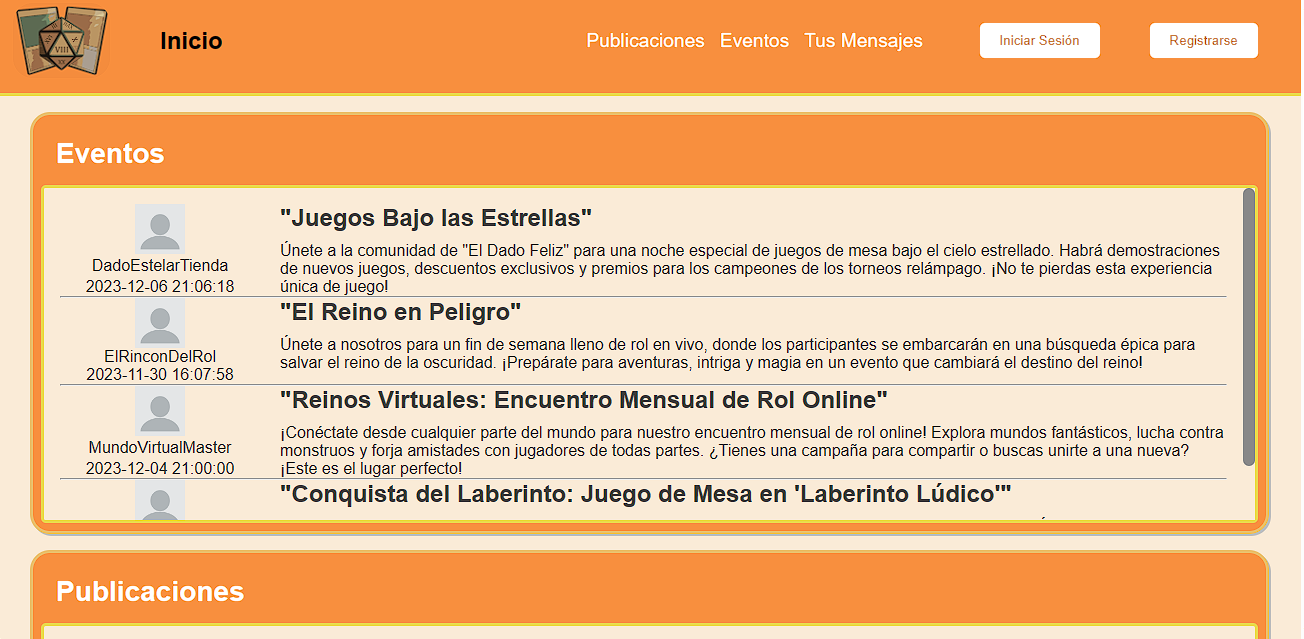 VIII
Inicio
Publicaciones Eventos Tus Mensajes
Iniciar Sesión
Registrarse
Eventos
"Juegos Bajo las Estrellas"
Únete a la comunidad de "El Dado Feliz" para una noche especial de juegos de mesa bajo el cielo estrellado. Habrá demostraciones
de nuevos juegos, descuentos exclusivos y premios para los campeones de los torneos relámpago. ¡No te pierdas esta experiencia
única de juego!
DadoEstelarTienda
2023-12-06 21:06:18
"El Reino en Peligro"
Únete a nosotros para un fin de semana lleno de rol en vivo, donde los participantes se embarcarán en una búsqueda épica para
salvar el reino de la oscuridad. ¡Prepárate para aventuras, intriga y magia en un evento que cambiará el destino del reino!
ElRinconDelRol
2023-11-30 16:07:58
"Reinos Virtuales: Encuentro Mensual de Rol Online"
¡Conéctate desde cualquier parte del mundo para nuestro encuentro mensual de rol online! Explora mundos fantásticos, lucha contra
monstruos y forja amistades con jugadores de todas partes. ¿Tienes una campaña para compartir o buscas unirte a una nueva?
¡Este es el lugar perfecto!
MundoVirtualMaster
2023-12-04 21:00:00
"Conquista del Laberinto: Juego de Mesa en 'Laberinto Lúdico'"
Publicaciones